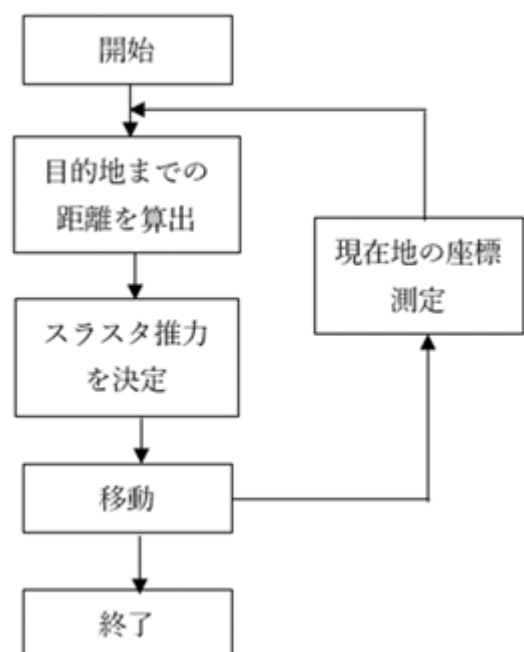 開始
目的地までの
距離を算出
現在地の座標
測定
スラスタ推力
を決定
移動
終了